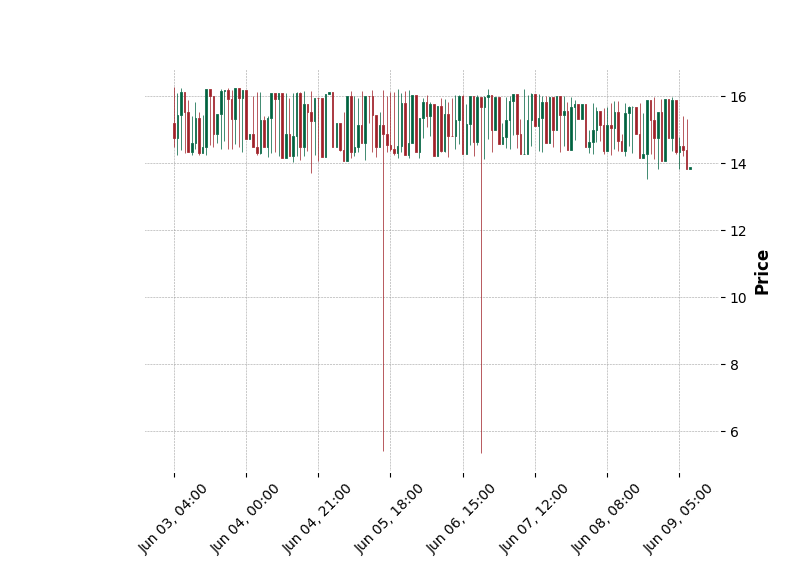 16
14
12
10
8
6
Price
Jun 03, 04:00
Jun 04, 00:00
Jun 04, 21:00
Jun 05, 18:00
Jun 06, 15:00
Jun 07, 12:00
Jun 08, 08:00
Jun 09, 05:00